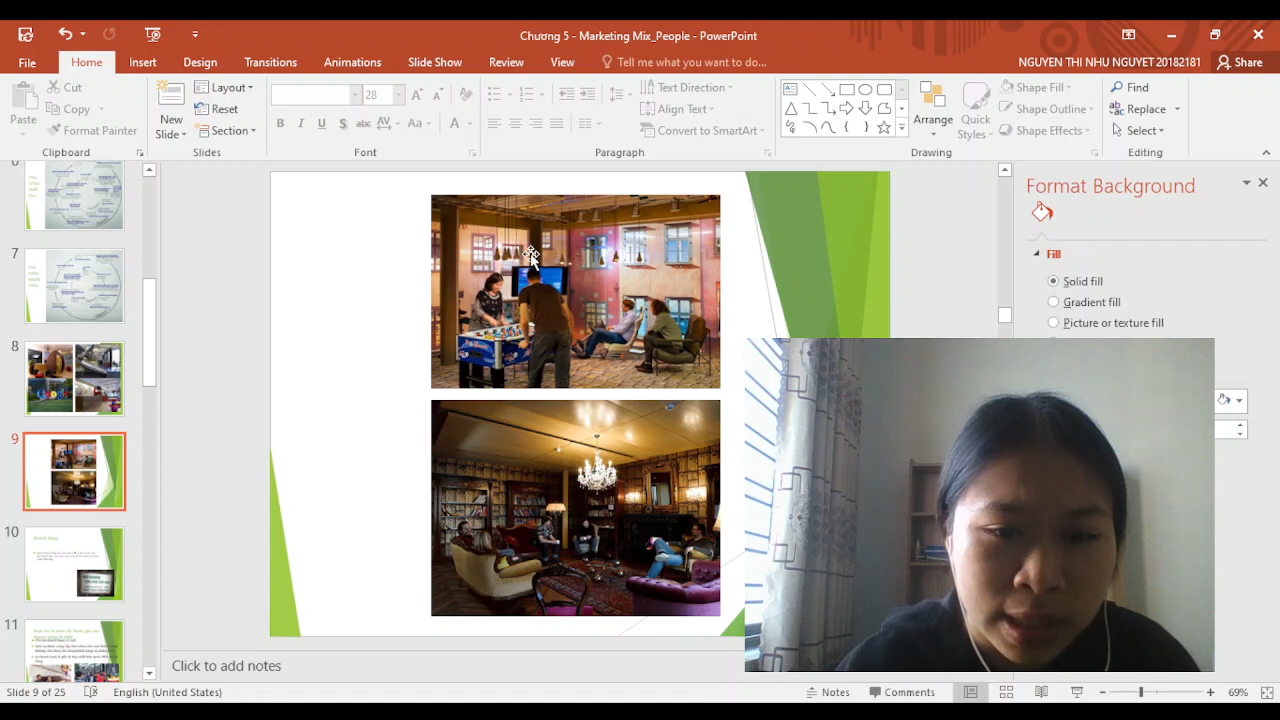 Chương 5 - Marketing Mix_People - PowerPoint
File Home Insert Design Transitions Animations Slide Show Review View Tell me what you want to do... NGUYEN THI NHU NGUYET 20182181 Share
Paste
Cut
Copy
Format Painter
Clipboard
New Slide
Layout
Reset
Section
Slides
28
B I U S abc AV Aa A
Font
Text Direction
Align Text
Convert to SmartArt
Paragraph
Arrange
Quick Styles
Shape Fill
Shape Outline
Shape Effects
Drawing
Find
Replace
Select
Editing
6
7
8
9
10
11
Format Background
Fill
Solid fill
Gradient fill
Picture or texture fill
Click to add notes
Slide 9 of 25 English (United States) Notes Comments 69%